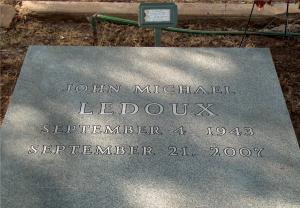 JOHN MICHAEL
LEDOUX
SEPTEMBER 4, 1943
SEPTEMBER 21, 2007